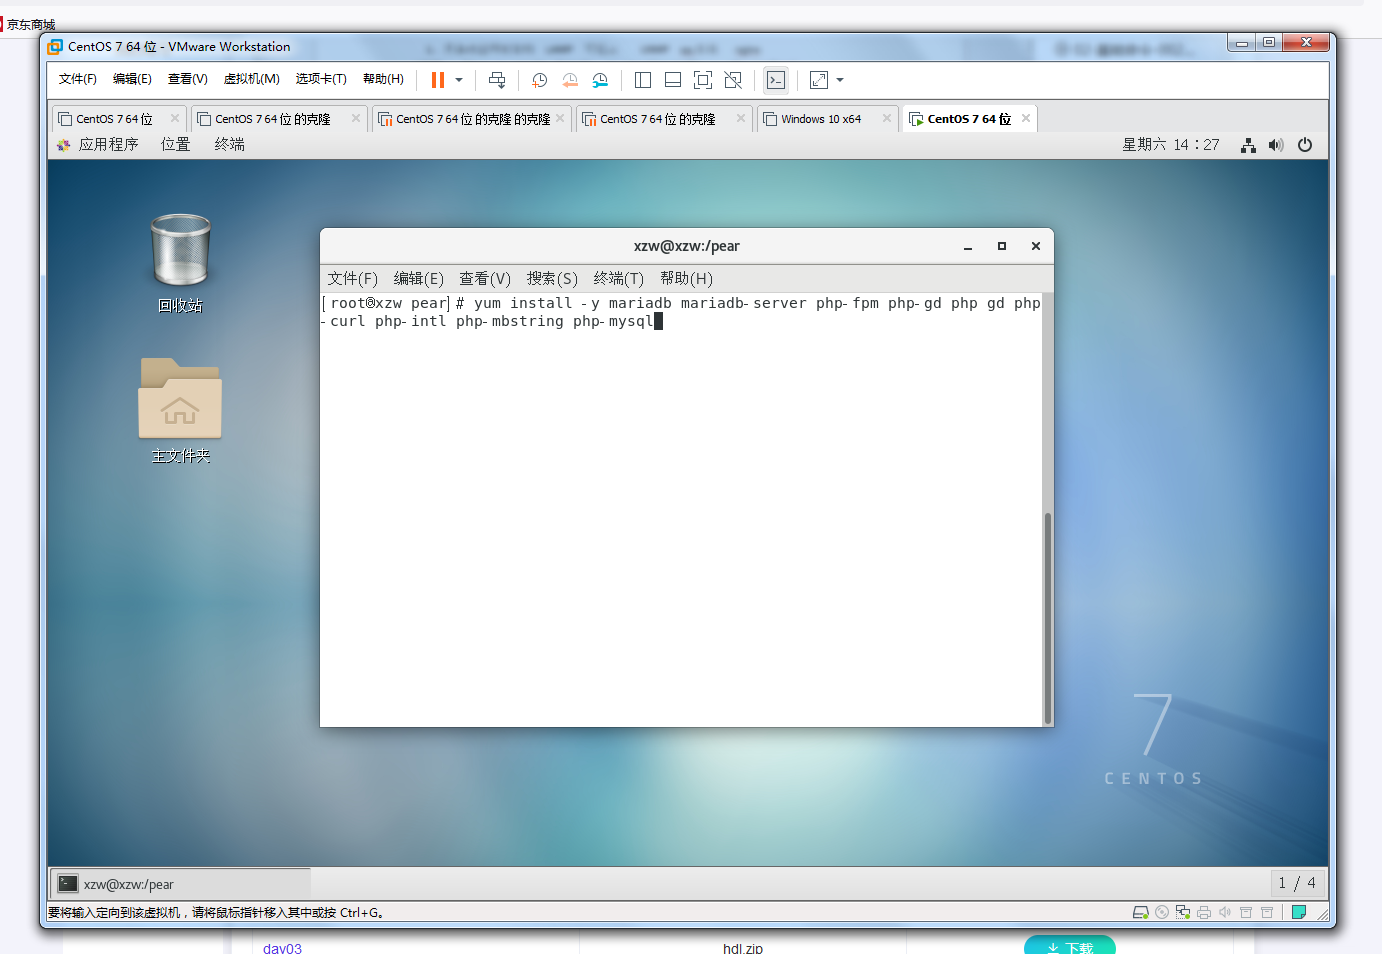 京东商城
CentOS 7 64 位 - VMware Workstation
文件(F) 编辑(E) 查看(V) 虚拟机(M) 选项卡(T) 帮助(H)
CentOS 7 64 位 CentOS 7 64 位 的克隆 CentOS 7 64 位 的克隆 的克隆 CentOS 7 64 位 的克隆 Windows 10 x64 CentOS 7 64 位
应用程序 位置 终端 星期六 14：27
回收站
主文件夹
xzw@xzw:/pear
文件(F) 编辑(E) 查看(V) 搜索(S) 终端(T) 帮助(H)
[root@xzw pear]# yum install -y mariadb mariadb-server php-fpm php-gd php gd php
-curl php-intl php-mbstring php-mysql
7
CENTOS
xzw@xzw:/pear 1 / 4
要将输入定向到该虚拟机，请将鼠标指针移入其中或按 Ctrl+G。
day03 hdl.zip 下载